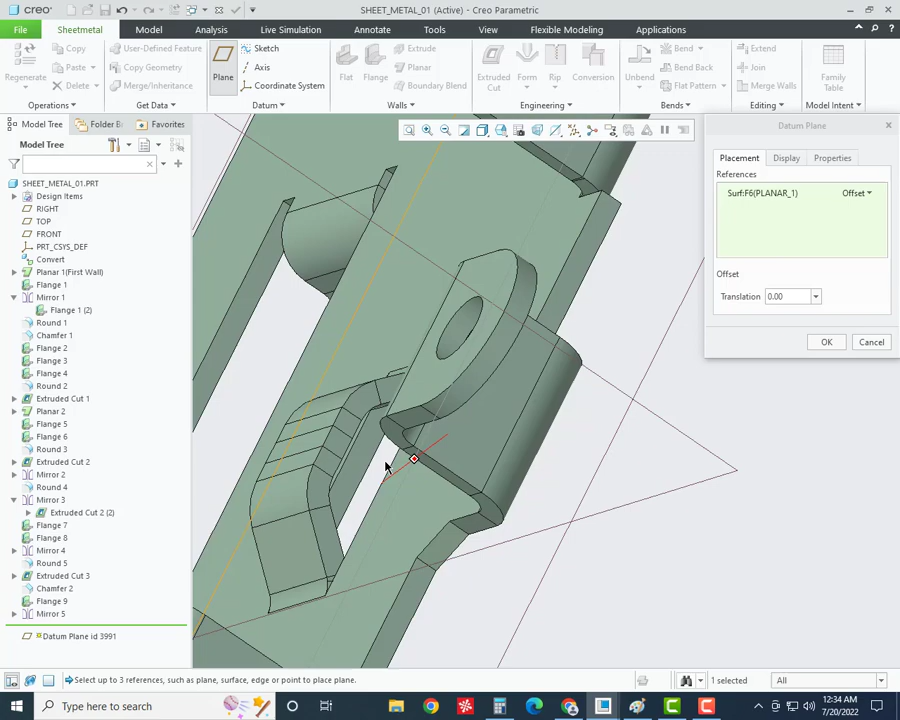 creo
SHEET_METAL_01 (Active) - Creo Parametric
File Sheetmetal Model Analysis Live Simulation Annotate Tools View Flexible Modeling Applications
Regenerate
Copy
Paste
Delete
User-Defined Feature
Copy Geometry
Merge/Inheritance
Plane
Sketch
Axis
Coordinate System
Flat
Flange
Extrude
Planar
Boundary Blend
Extruded Cut
Form
Rip
Conversion
Unbend
Bend
Bend Back
Flat Pattern
Extend
Join
Merge Walls
Family Table
Operations Get Data Datum Walls Engineering Bends Editing Model Intent
Model Tree Folder B Favorites
Model Tree
SHEET_METAL_01.PRT
Design Items
RIGHT
TOP
FRONT
PRT_CSYS_DEF
Convert
Planar 1(First Wall)
Flange 1
Mirror 1
Flange 1 (2)
Round 1
Chamfer 1
Flange 2
Flange 3
Flange 4
Round 2
Extruded Cut 1
Planar 2
Flange 5
Flange 6
Round 3
Extruded Cut 2
Mirror 2
Round 4
Mirror 3
Extruded Cut 2 (2)
Flange 7
Flange 8
Mirror 4
Round 5
Extruded Cut 3
Chamfer 2
Flange 9
Mirror 5
Datum Plane id 3991
Datum Plane
Placement Display Properties
References
Surf:F6(PLANAR_1) Offset
Offset
Translation 0.00
OK Cancel
Select up to 3 references, such as plane, surface, edge or point to place plane.
1 selected
All
Type here to search
12:34 AM
7/20/2022